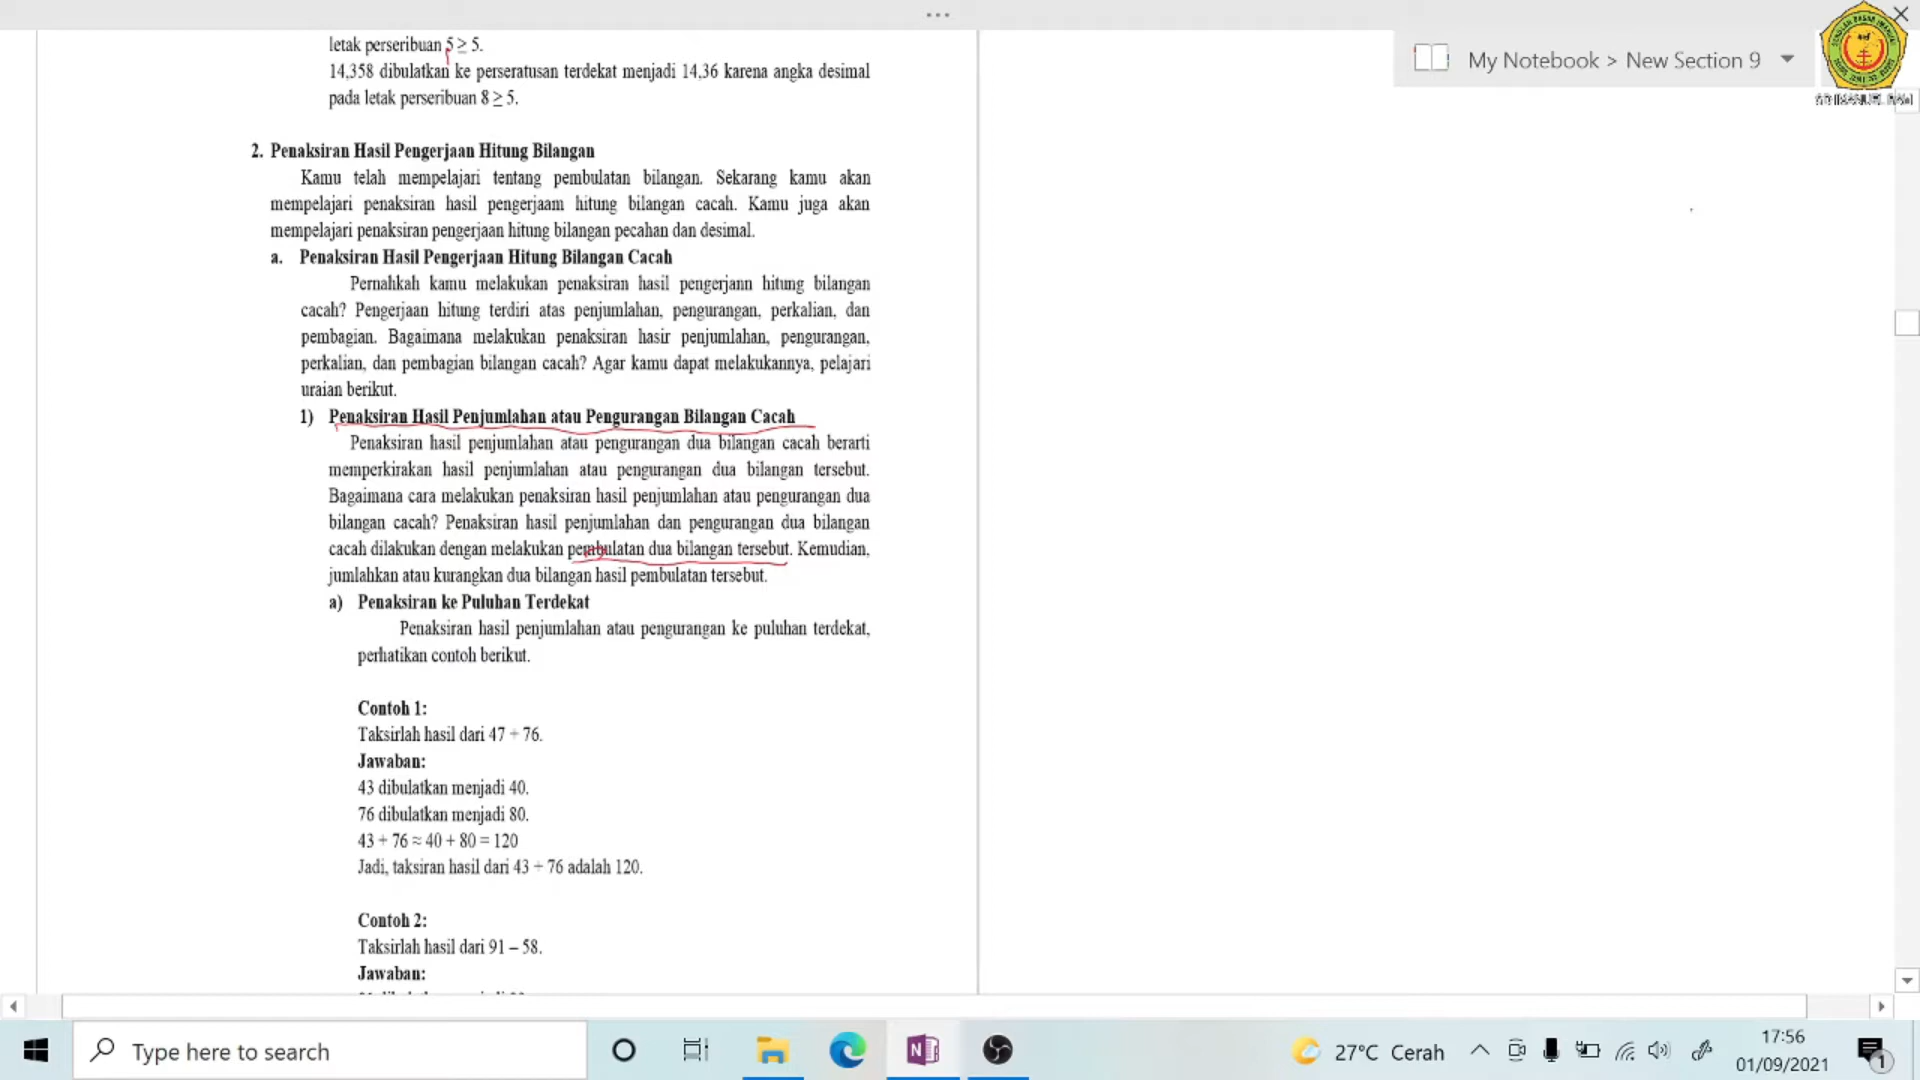 letak perseribuan 5 ≥ 5.
14,358 dibulatkan ke perseratusan terdekat menjadi 14,36 karena angka desimal
pada letak perseribuan 8 ≥ 5.
My Notebook > New Section 9
2. Penaksiran Hasil Pengerjaan Hitung Bilangan
Kamu telah mempelajari tentang pembulatan bilangan. Sekarang kamu akan
mempelajari penaksiran hasil pengerjaam hitung bilangan cacah. Kamu juga akan
mempelajari penaksiran pengerjaan hitung bilangan pecahan dan desimal.
a. Penaksiran Hasil Pengerjaan Hitung Bilangan Cacah
Pernahkah kamu melakukan penaksiran hasil pengerjann hitung bilangan
cacah? Pengerjaan hitung terdiri atas penjumlahan, pengurangan, perkalian, dan
pembagian. Bagaimana melakukan penaksiran hasir penjumlahan, pengurangan,
perkalian, dan pembagian bilangan cacah? Agar kamu dapat melakukannya, pelajari
uraian berikut.
1) Penaksiran Hasil Penjumlahan atau Pengurangan Bilangan Cacah
Penaksiran hasil penjumlahan atau pengurangan dua bilangan cacah berarti
memperkirakan hasil penjumlahan atau pengurangan dua bilangan tersebut.
Bagaimana cara melakukan penaksiran hasil penjumlahan atau pengurangan dua
bilangan cacah? Penaksiran hasil penjumlahan dan pengurangan dua bilangan
cacah dilakukan dengan melakukan pembulatan dua bilangan tersebut. Kemudian,
jumlahkan atau kurangkan dua bilangan hasil pembulatan tersebut.
a) Penaksiran ke Puluhan Terdekat
Penaksiran hasil penjumlahan atau pengurangan ke puluhan terdekat,
perhatikan contoh berikut.
Contoh 1:
Taksirlah hasil dari 47 + 76.
Jawaban:
43 dibulatkan menjadi 40.
76 dibulatkan menjadi 80.
43 + 76 ≈ 40 + 80 = 120
Jadi, taksiran hasil dari 43 + 76 adalah 120.
Contoh 2:
Taksirlah hasil dari 91 – 58.
Jawaban:
Type here to search
27°C Cerah
17:56
01/09/2021
1